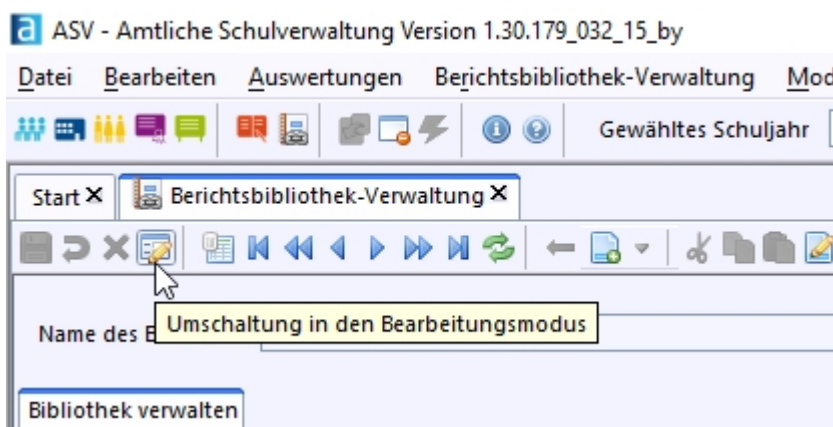 a ASV - Amtliche Schulverwaltung Version 1.30.179_032_15_by
Datei Bearbeiten Auswertungen Berichtsbibliothek-Verwaltung Mod
Gewähltes Schuljahr
Start Berichtsbibliothek-Verwaltung
Umschaltung in den Bearbeitungsmodus
Name des B
Bibliothek verwalten